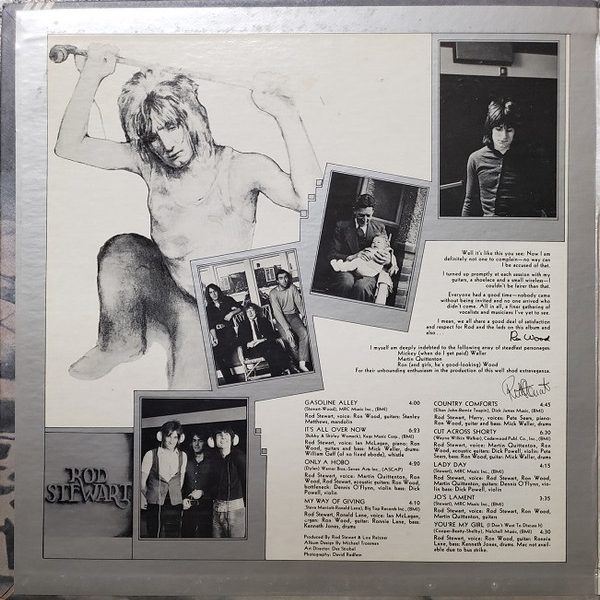 Well it's like this you see: Now I am
definitely not one to complain—no way can
I be accused of that.
I turned up promptly at each session with my
guitars, a shoelace and a small wireless—I
couldn't be fairer than that.
Everyone had a good time—nobody came
without being invited and no one arrived who
didn't come. All in all, a finer gathering of
vocalists and musicians I've yet to see.
I mean, we all share a good deal of satisfaction
and respect for Rod and the lads on this album and
also . . .
Ron Wood
I myself am deeply indebted to the following array of steadfast personages.
Mickey (when do I get paid) Waller
Martin Quittenton
Ron (and girls, he's good-looking) Wood
For their unbounding enthusiasm in the production of this well shod extravaganza.
Rod Stewart
ROD
STEWART
GASOLINE ALLEY 4:00
(Stewart-Wood), MRC Music Inc., (BMI)
Rod Stewart, voice: Ron Wood, guitars: Stanley
Matthews, mandolin
IT'S ALL OVER NOW 6:23
(Bobby & Shirley Womack), Kags Music Corp., (BMI)
Rod Stewart, voice: Ian McLagan, piano: Ron
Wood, guitars and bass: Mick Waller, drums:
William Gaff (of no fixed abode), whistle
ONLY A HOBO 4:20
(Dylan) Warner Bros.-Seven Arts Inc., (ASCAP)
Rod Stewart, voice: Martin Quittenton, Ron
Wood, Rod Stewart, acoustic guitars: Ron Wood,
bottleneck: Dennis O'Flynn, violin bass: Dick
Powell, violin.
MY WAY OF GIVING 4:10
(Steve Marriott-Ronald Lane), Big Top Records Inc., (BMI)
Rod Stewart, Ronald Lane, voice: Ian McLagan,
organ: Ron Wood, guitar: Ronnie Lane, bass:
Kenneth Jones, drums
Produced By Rod Stewart & Lou Reizner
Album Design By Michael Trossman
Art Director: Des Strobel
Photography: David Redfern
COUNTRY COMFORTS 4:45
(Elton John-Bernie Taupin), Dick James Music, (BMI)
Rod Stewart, Harry, voices: Pete Sears, piano:
Ron Wood, guitar and bass: Mick Waller drums
CUT ACROSS SHORTY 6:30
(Wayne Wilkin Walker), Cedarwood Publ. Co., Inc., (BMI)
Rod Stewart, voice: Martin Quittenton, Ron
Wood, acoustic guitars: Dick Powell, violin: Pete
Sears, bass, Ron Wood, guitar: Mick Waller, drums
LADY DAY 4:15
(Stewart), MRC Music Inc., (BMI)
Rod Stewart, voice: Rod Stewart, Ron Wood,
Martin Quittenton, guitars: Dennis O'Flynn, vio-
lin bass: Dick Powell, violin
JO'S LAMENT 3:35
(Stewart), MRC Music Inc., (BMI)
Rod Stewart, voice: Rod Stewart, Ron Wood,
Martin Quittenton, guitars
YOU'RE MY GIRL (I Don't Want To Discuss It)
(Cooper-Beatty-Shelby), Nalchall Music, (BMI) 4:30
Rod Stewart, voice: Ron Wood, guitar: Ronnie
Lane, bass: Kenneth Jones, drums. Mac not avail-
able due to bus strike.